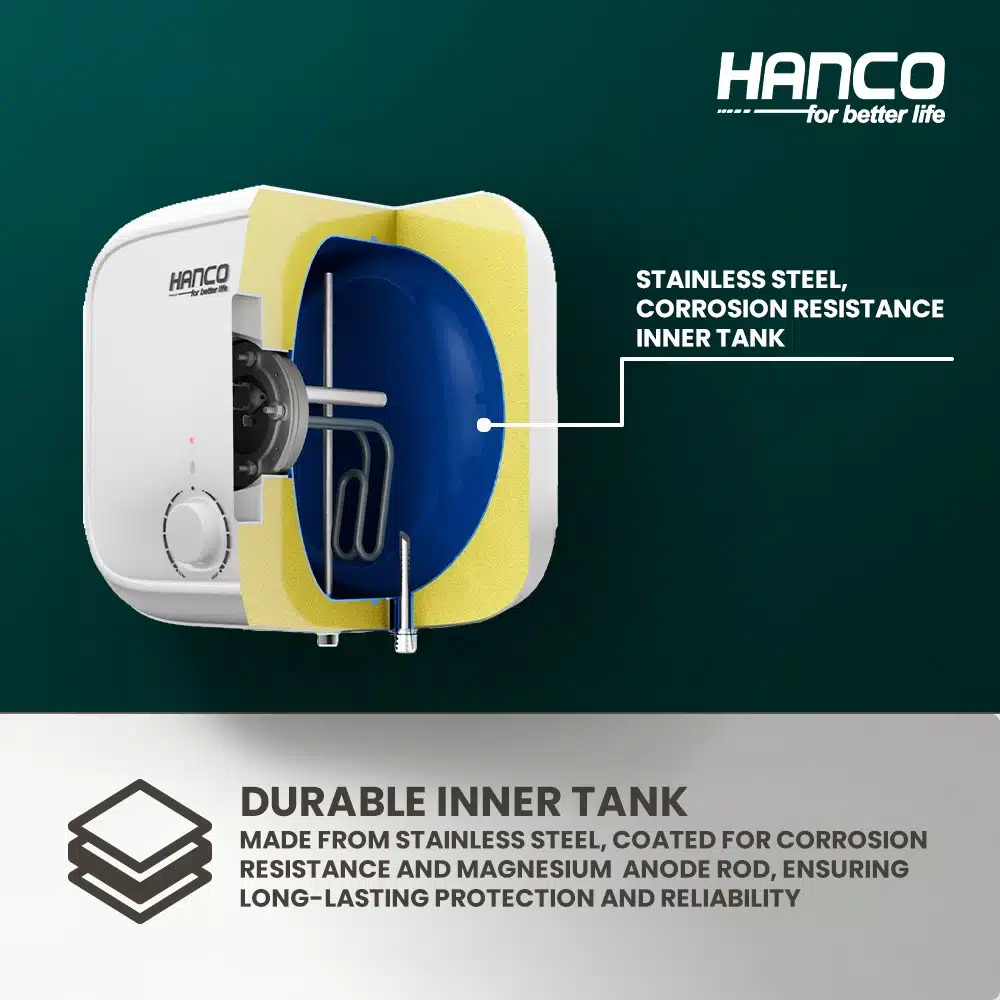 HANCO
for better life
HANCO
for better life
STAINLESS STEEL,
CORROSION RESISTANCE
INNER TANK
DURABLE INNER TANK
MADE FROM STAINLESS STEEL, COATED FOR CORROSION
RESISTANCE AND MAGNESIUM ANODE ROD, ENSURING
LONG-LASTING PROTECTION AND RELIABILITY